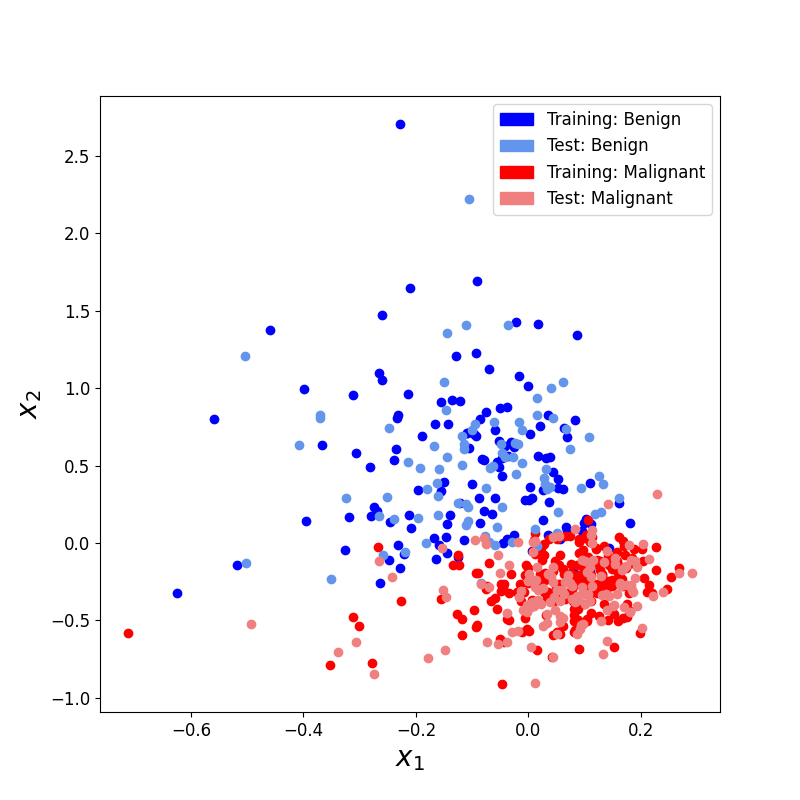 Training: Benign
Test: Benign
Training: Malignant
Test: Malignant
2.5
2.0
1.5
1.0
0.5
0.0
−0.5
−1.0
x₂
−0.6 −0.4 −0.2 0.0 0.2
x₁